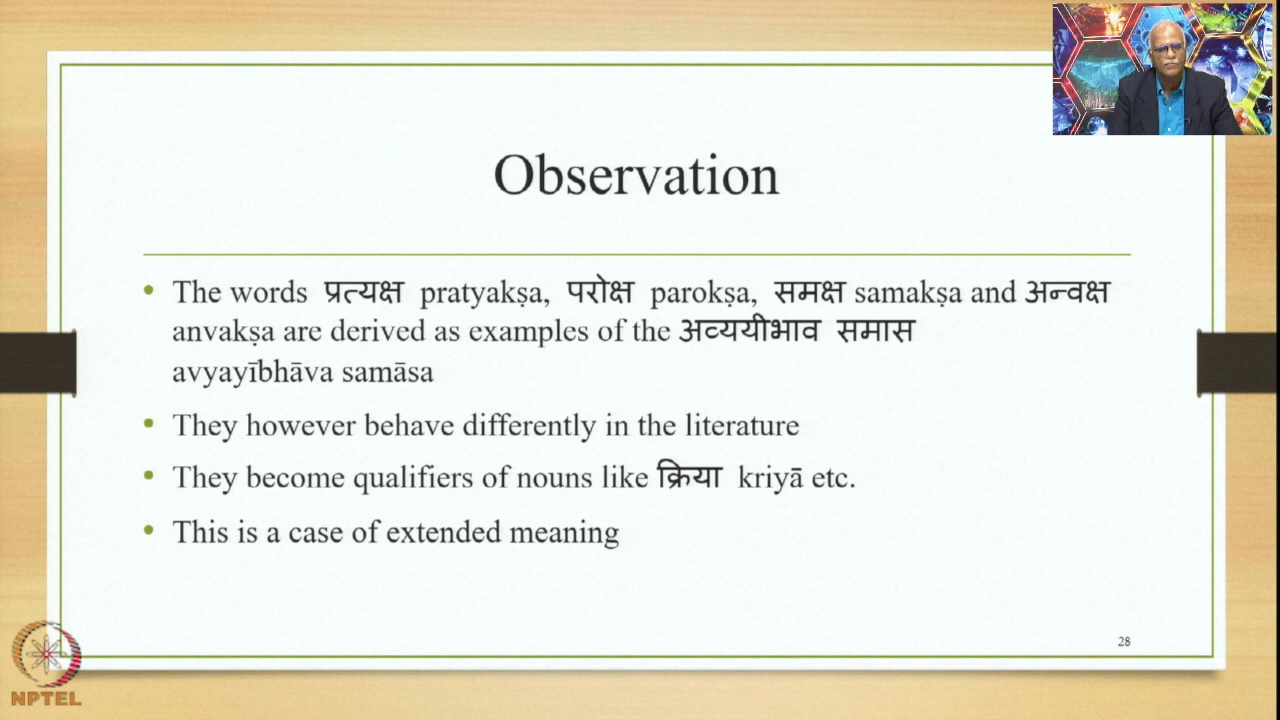 Observation
• The words प्रत्यक्ष pratyakṣa, परोक्ष parokṣa, समक्ष samakṣa and अन्वक्ष
anvakṣa are derived as examples of the अव्ययीभाव समास
avyayībhāva samāsa
• They however behave differently in the literature
• They become qualifiers of nouns like क्रिया kriyā etc.
• This is a case of extended meaning
28
NPTEL